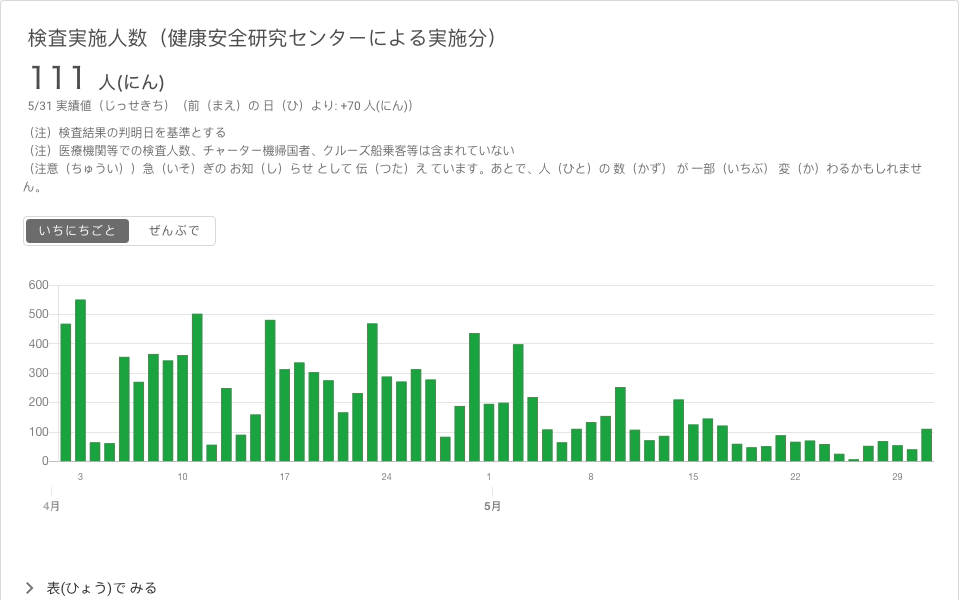 検査実施人数（健康安全研究センターによる実施分）
111 人(にん)
5/31 実績値（じっせきち）（前（まえ）の 日（ひ）より: +70 人(にん)）
（注）検査結果の判明日を基準とする
（注）医療機関等での検査人数、チャーター機帰国者、クルーズ船乗客等は含まれていない
（注意（ちゅうい））急（いそ）ぎの お知（し）らせ として 伝（つた）え ています。あとで、人（ひと）の 数（かず） が 一部（いちぶ） 変（か）わるかもしれませ
ん。
いちにちごと ぜんぶで
600
500
400
300
200
100
0
3 10 17 24 1 8 15 22 29
4月 5月
表(ひょう)で みる